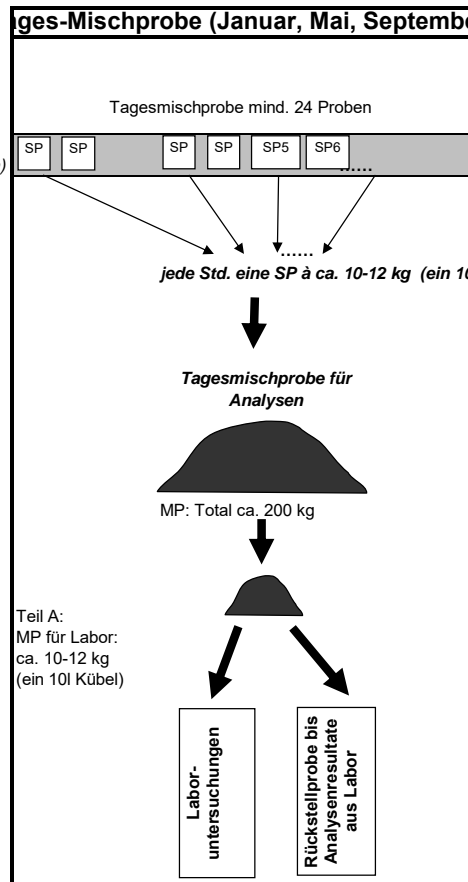 ages-Mischprobe (Januar, Mai, Septembe
Tagesmischprobe mind. 24 Proben
SP SP SP SP SP5 SP6
......
)
......
jede Std. eine SP à ca. 10-12 kg (ein 10
Tagesmischprobe für
Analysen
MP: Total ca. 200 kg
Teil A:
MP für Labor:
ca. 10-12 kg
(ein 10l Kübel)
Labor-
untersuchungen
Rückstellprobe bis
Analysenresultate
aus Labor